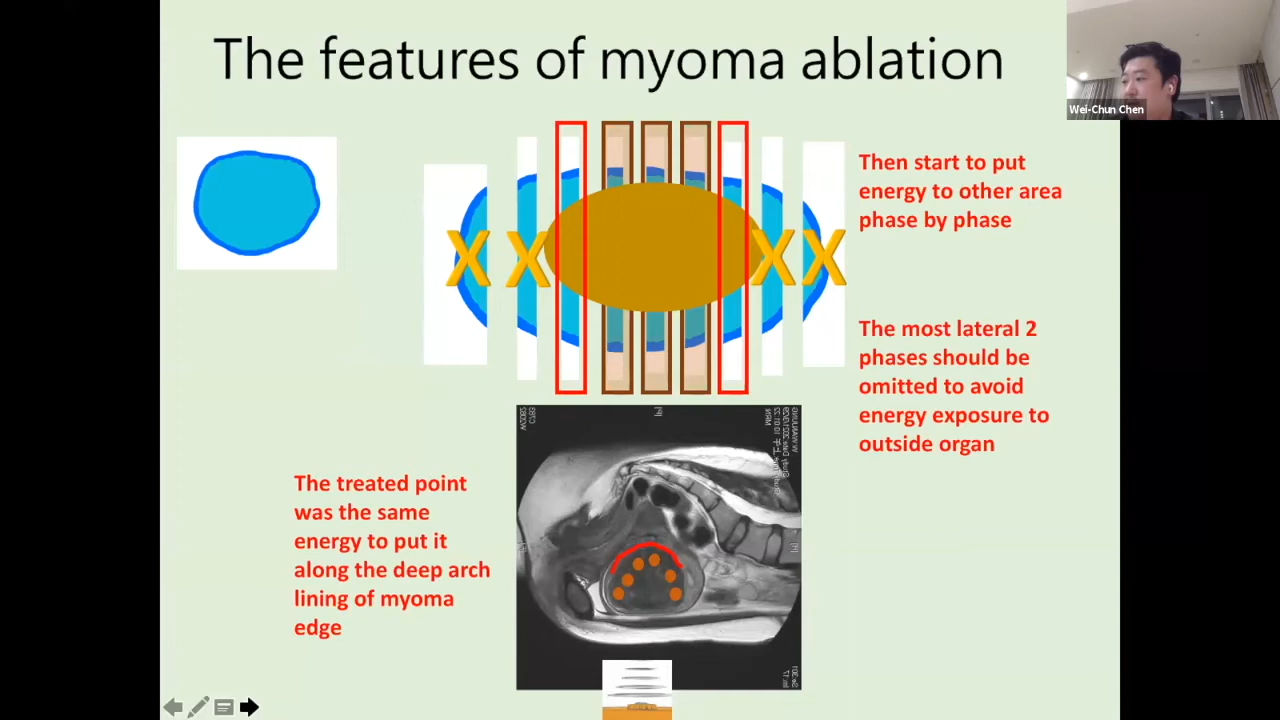 The features of myoma ablation
Wei-Chun Chen
Then start to put
energy to other area
phase by phase
X X X X
The most lateral 2
phases should be
omitted to avoid
energy exposure to
outside organ
The treated point
was the same
energy to put it
along the deep arch
lining of myoma
edge